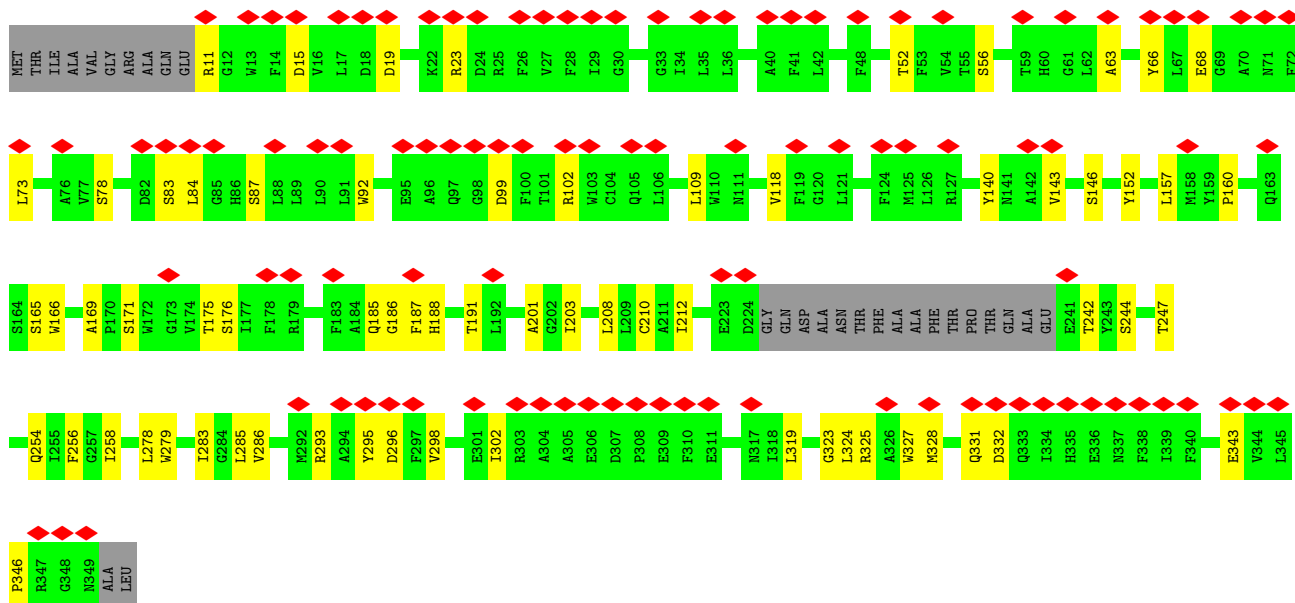 MET THR ILE ALA VAL GLY ARG ALA GLN GLU R11 G12 W13 F14 D15 V16 L17 D18 D19 K22 R23 D24 R25 F26 V27 F28 I29 G30 G33 I34 L35 L36 A40 F41 L42 F48 T52 F53 V54 T55 S56 T59 H60 G61 L62 A63 Y66 L67 E68 G69 A70 N71 F72
L73 A76 V77 S78 D82 S83 L84 G85 H86 S87 L88 L89 L90 L91 W92 E95 A96 Q97 G98 D99 F100 T101 R102 W103 C104 Q105 L106 L109 W110 N111 V118 F119 G120 L121 F124 M125 L126 R127 Y140 N141 A142 V143 S146 Y152 L157 M158 Y159 P160 Q163
S164 S165 W166 A169 P170 S171 W172 G173 V174 T175 S176 I177 F178 R179 F183 A184 Q185 G186 F187 H188 T191 L192 A201 G202 I203 L208 L209 C210 A211 I212 E223 D224 GLY GLN ASP ALA ASN THR PHE ALA ALA PHE THR PRO THR GLN ALA GLU E241 T242 Y243 S244 T247
Q254 I255 F256 G257 I258 L278 W279 I283 G284 L285 V286 M292 R293 A294 Y295 D296 F297 V298 E301 I302 R303 A304 A305 E306 D307 P308 E309 F310 E311 N317 I318 L319 G323 L324 R325 A326 W327 M328 Q331 D332 Q333 I334 H335 E336 N337 F338 I339 F340 E343 V344 L345
P346 R347 G348 N349 ALA LEU